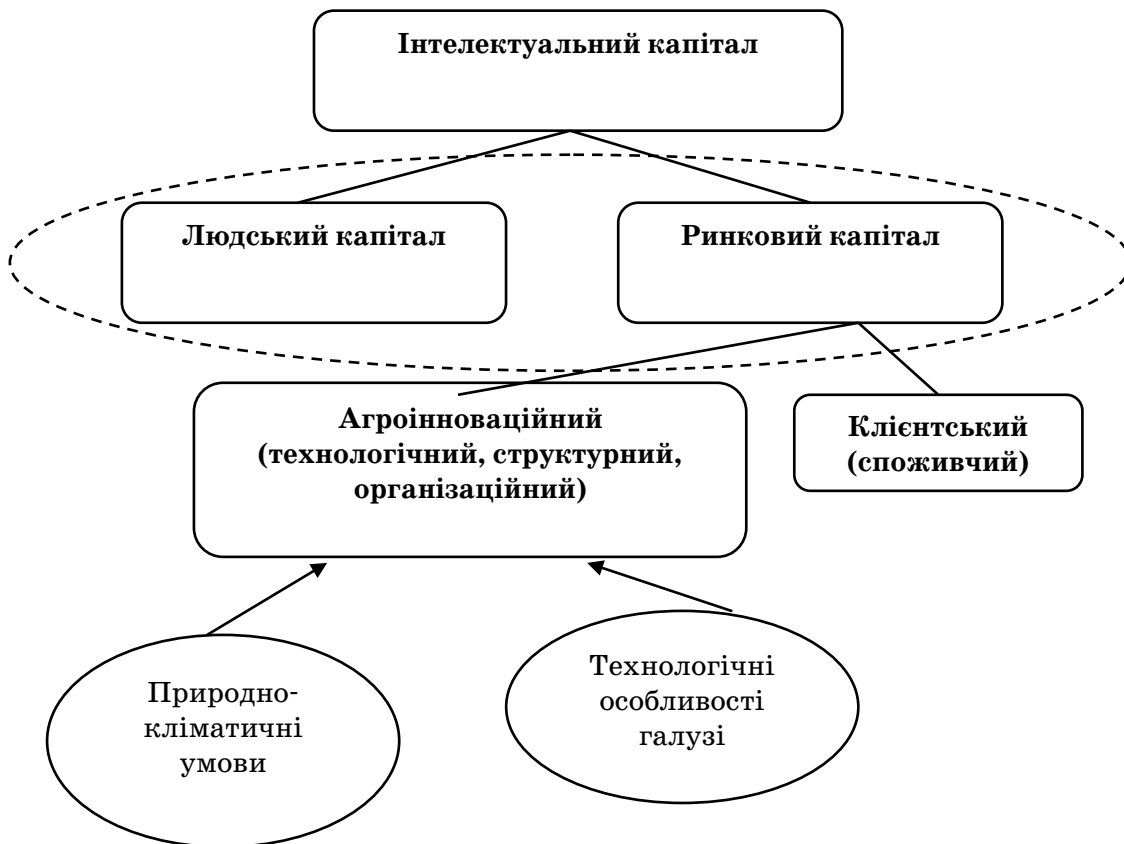 Інтелектуальний капітал
Людський капітал
Ринковий капітал
Агроінноваційний
(технологічний, структурний,
організаційний)
Клієнтський
(споживчий)
Природно-
кліматичні
умови
Технологічні
особливості
галузі